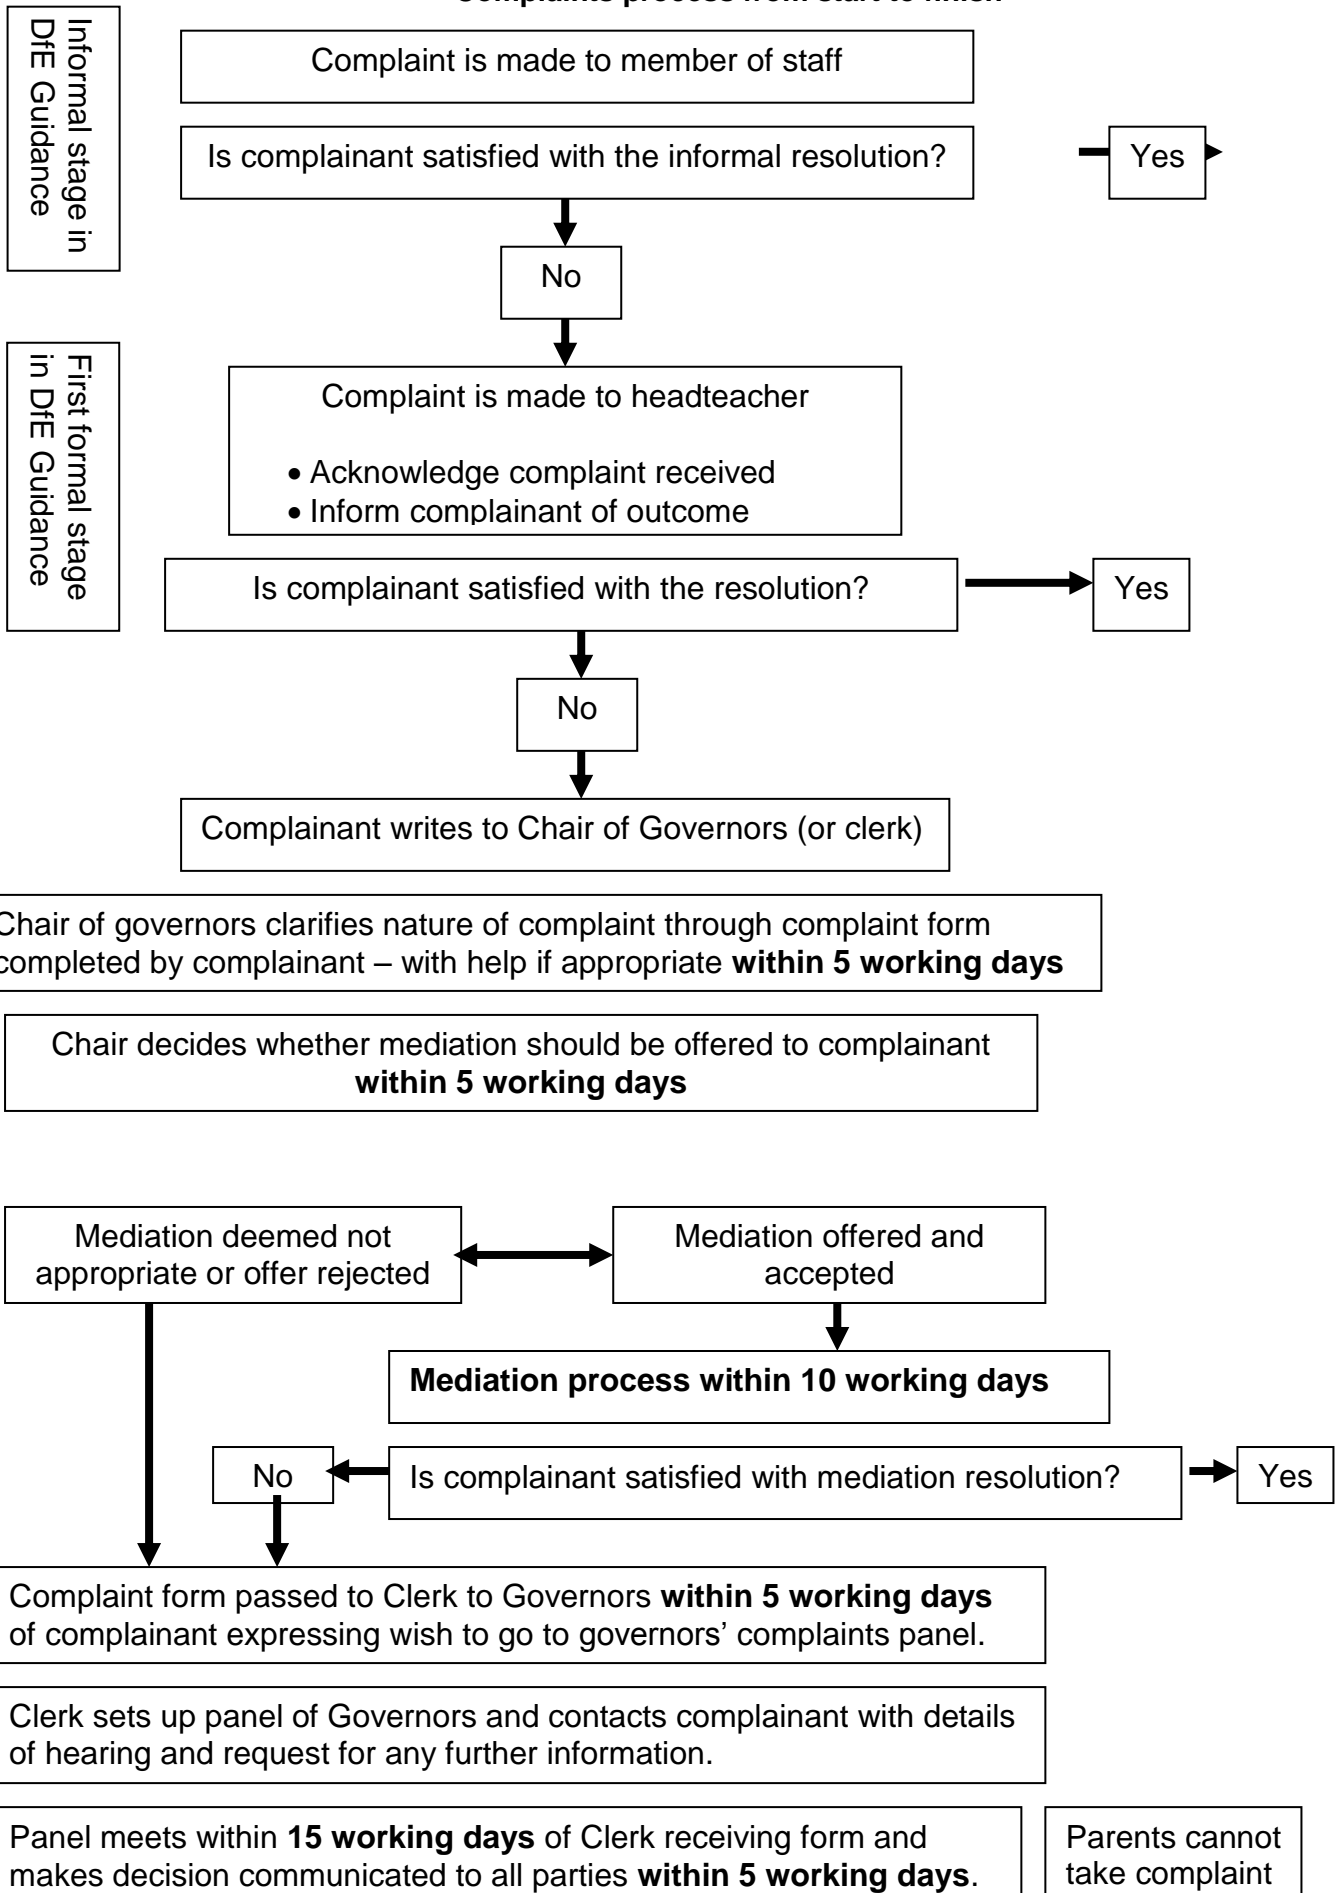 Complaints process from start to finish
Informal stage in
DfE Guidance
Complaint is made to member of staff
Is complainant satisfied with the informal resolution?
Yes
No
First formal stage
in DfE Guidance
Complaint is made to headteacher
• Acknowledge complaint received
• Inform complainant of outcome
Is complainant satisfied with the resolution?
Yes
No
Complainant writes to Chair of Governors (or clerk)
Chair of governors clarifies nature of complaint through complaint form
completed by complainant – with help if appropriate within 5 working days
Chair decides whether mediation should be offered to complainant
within 5 working days
Mediation deemed not
appropriate or offer rejected
Mediation offered and
accepted
Mediation process within 10 working days
No
Is complainant satisfied with mediation resolution?
Yes
Complaint form passed to Clerk to Governors within 5 working days
of complainant expressing wish to go to governors’ complaints panel.
Clerk sets up panel of Governors and contacts complainant with details
of hearing and request for any further information.
Panel meets within 15 working days of Clerk receiving form and
makes decision communicated to all parties within 5 working days.
Parents cannot
take complaint